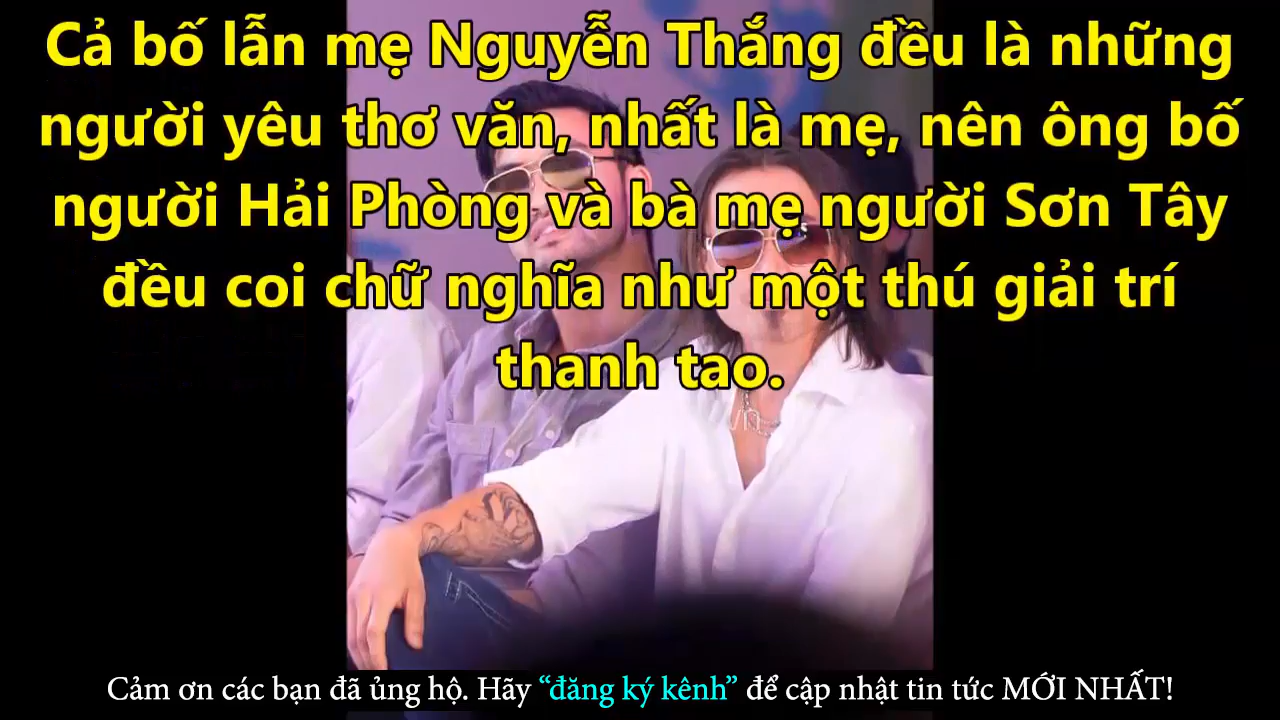 Cả bố lẫn mẹ Nguyễn Thắng đều là những
người yêu thơ văn, nhất là mẹ, nên ông bố
người Hải Phòng và bà mẹ người Sơn Tây
đều coi chữ nghĩa như một thú giải trí
thanh tao.
Cảm ơn các bạn đã ủng hộ. Hãy “đăng ký kênh” để cập nhật tin tức MỚI NHẤT!